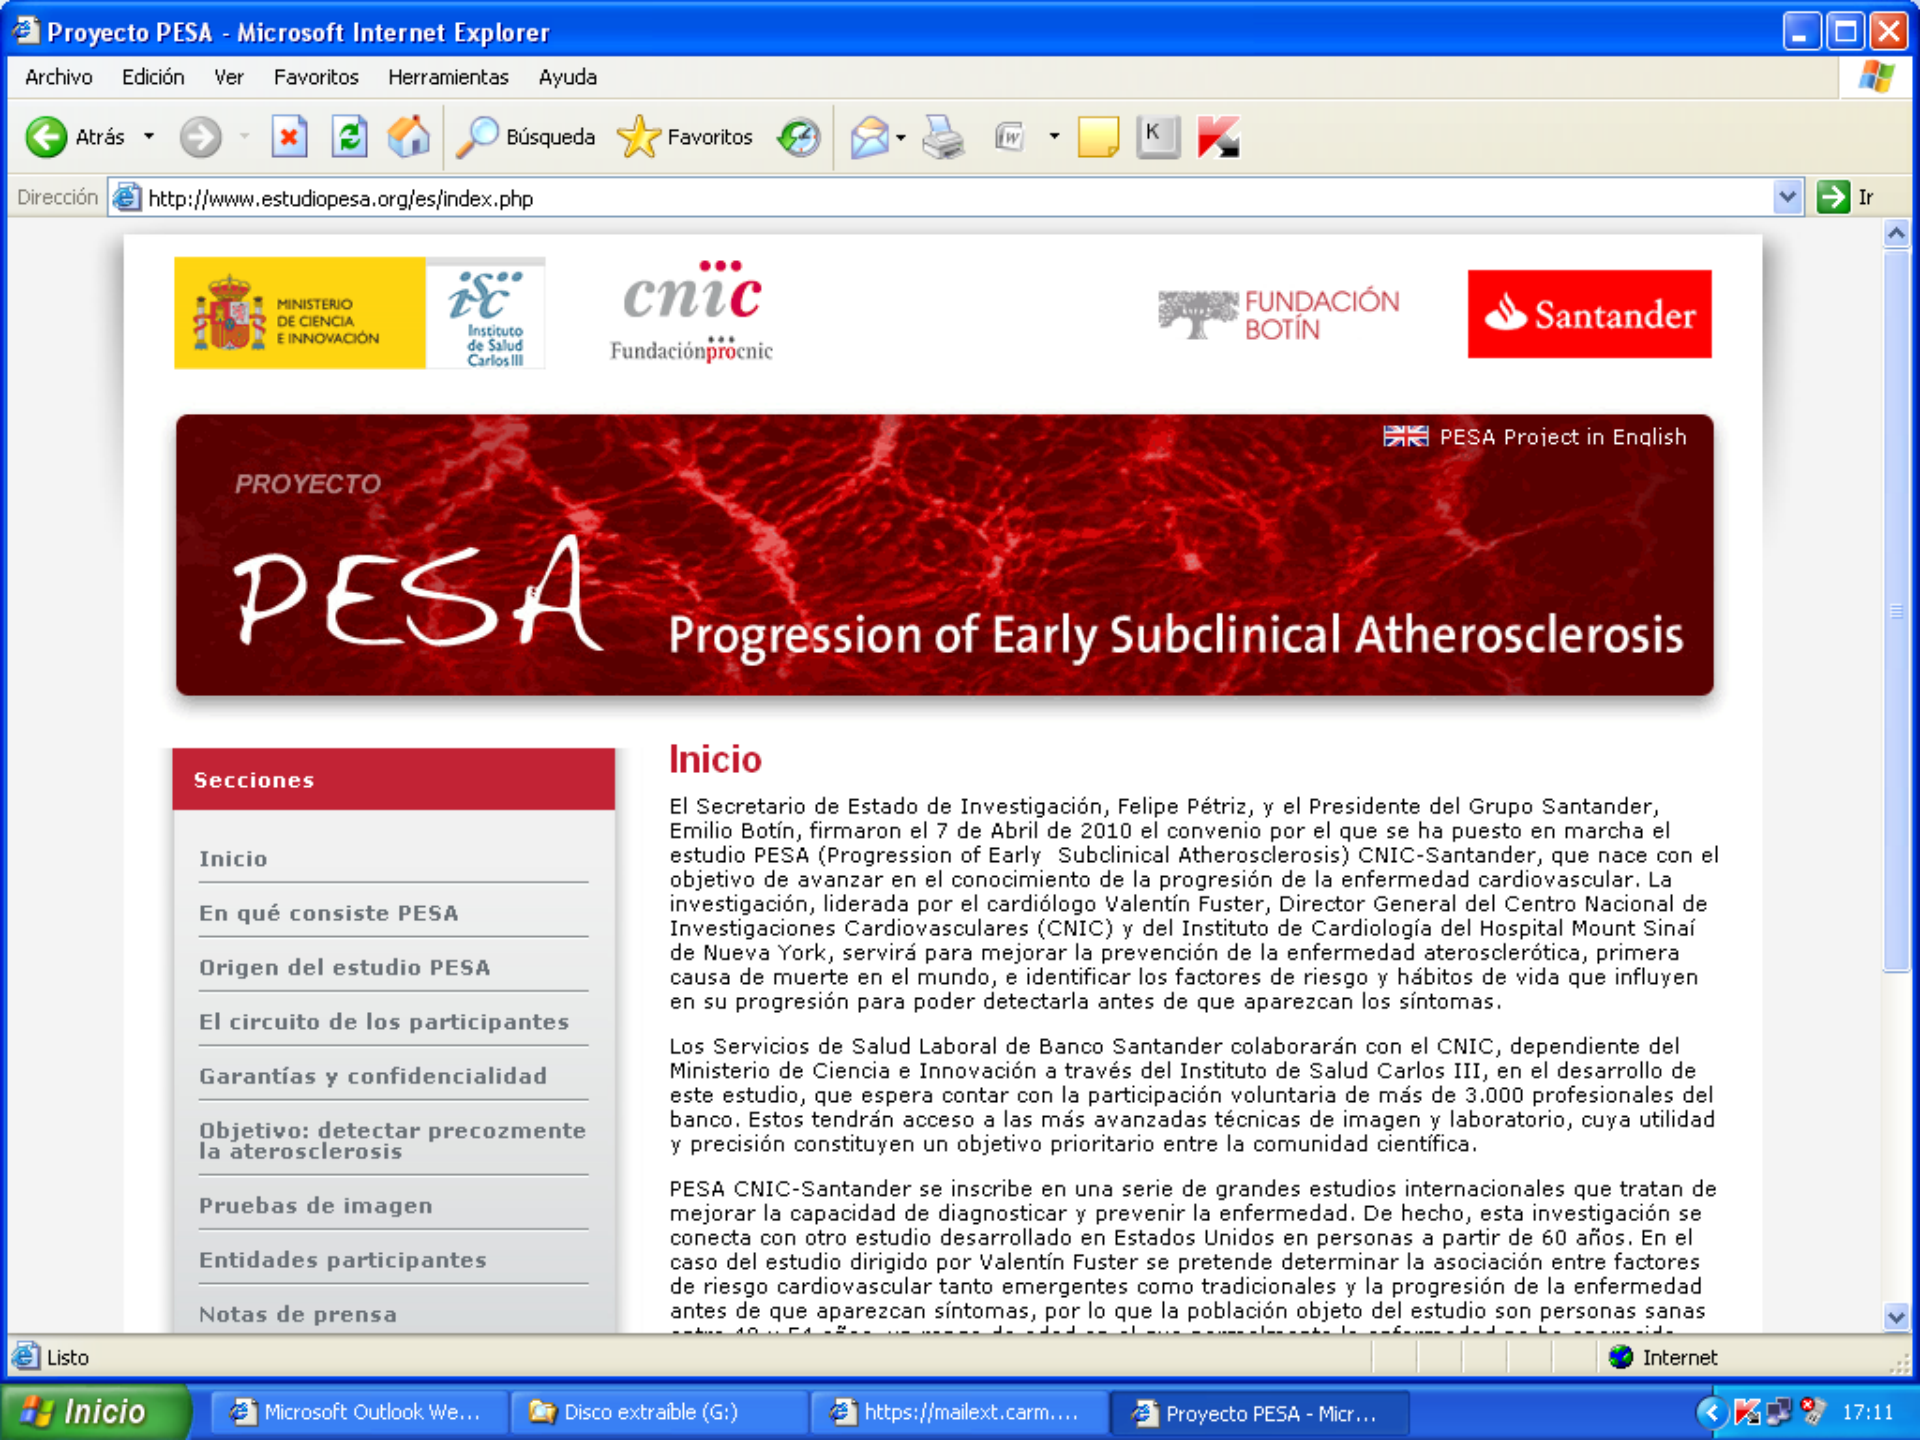 Proyecto PESA - Microsoft Internet Explorer
Archivo Edición Ver Favoritos Herramientas Ayuda
Atrás Búsqueda Favoritos W K
Dirección http://www.estudiopesa.org/es/index.php Ir
MINISTERIO
DE CIENCIA
E INNOVACIÓN
isc
Instituto
de Salud
Carlos III
cnic
Fundaciónprocnic
FUNDACIÓN
BOTÍN
Santander
PESA Project in English
PROYECTO
PESA
Progression of Early Subclinical Atherosclerosis
Secciones
Inicio
En qué consiste PESA
Origen del estudio PESA
El circuito de los participantes
Garantías y confidencialidad
Objetivo: detectar precozmente
la aterosclerosis
Pruebas de imagen
Entidades participantes
Notas de prensa
Inicio
El Secretario de Estado de Investigación, Felipe Pétriz, y el Presidente del Grupo Santander,
Emilio Botín, firmaron el 7 de Abril de 2010 el convenio por el que se ha puesto en marcha el
estudio PESA (Progression of Early Subclinical Atherosclerosis) CNIC-Santander, que nace con el
objetivo de avanzar en el conocimiento de la progresión de la enfermedad cardiovascular. La
investigación, liderada por el cardiólogo Valentín Fuster, Director General del Centro Nacional de
Investigaciones Cardiovasculares (CNIC) y del Instituto de Cardiología del Hospital Mount Sinaí
de Nueva York, servirá para mejorar la prevención de la enfermedad aterosclerótica, primera
causa de muerte en el mundo, e identificar los factores de riesgo y hábitos de vida que influyen
en su progresión para poder detectarla antes de que aparezcan los síntomas.
Los Servicios de Salud Laboral de Banco Santander colaborarán con el CNIC, dependiente del
Ministerio de Ciencia e Innovación a través del Instituto de Salud Carlos III, en el desarrollo de
este estudio, que espera contar con la participación voluntaria de más de 3.000 profesionales del
banco. Estos tendrán acceso a las más avanzadas técnicas de imagen y laboratorio, cuya utilidad
y precisión constituyen un objetivo prioritario entre la comunidad científica.
PESA CNIC-Santander se inscribe en una serie de grandes estudios internacionales que tratan de
mejorar la capacidad de diagnosticar y prevenir la enfermedad. De hecho, esta investigación se
conecta con otro estudio desarrollado en Estados Unidos en personas a partir de 60 años. En el
caso del estudio dirigido por Valentín Fuster se pretende determinar la asociación entre factores
de riesgo cardiovascular tanto emergentes como tradicionales y la progresión de la enfermedad
antes de que aparezcan síntomas, por lo que la población objeto del estudio son personas sanas
Listo Internet
Inicio Microsoft Outlook We... Disco extraíble (G:) https://mailext.carm.... Proyecto PESA - Micr... 17:11